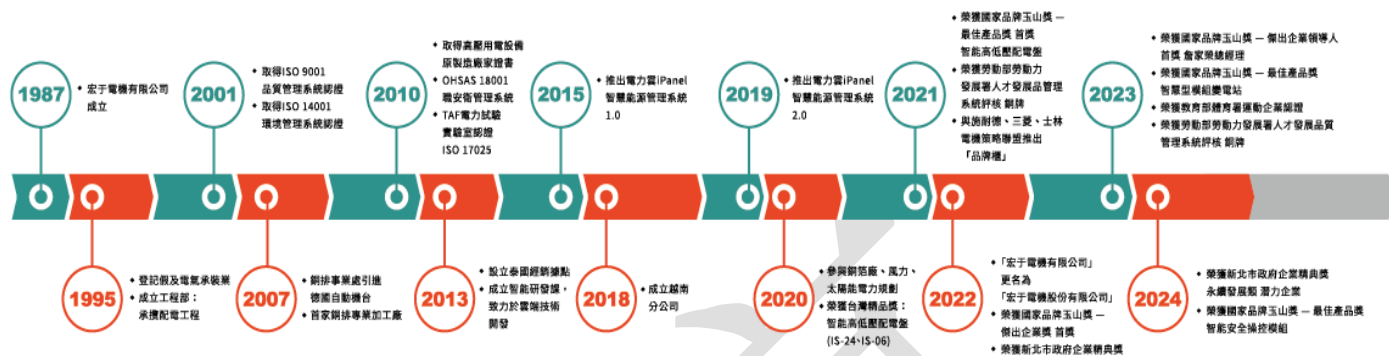 1987
◆ 宏于電機有限公司
成立
2001
◆ 取得ISO 9001
品質管理系統認證
◆ 取得ISO 14001
環境管理系統認證
2010
◆ 取得高壓用電設備
原製造廠家證書
◆ OHSAS 18001
職安衛管理系統
◆ TAF電力試驗
實驗室認證
ISO 17025
2015
◆ 推出電力雲iPanel
智慧能源管理系統
1.0
2019
◆ 推出電力雲iPanel
智慧能源管理系統
2.0
2021
◆ 榮獲國家品牌玉山獎 —
最佳產品獎 首獎
智能高低壓配電盤
◆ 榮獲勞動部勞動力
發展署人才發展品管理
系統評核 銅牌
◆ 與施耐德、三菱、士林
電機策略聯盟推出
「品牌櫃」
2023
◆ 榮獲國家品牌玉山獎 — 傑出企業領導人
首獎 詹家榮總經理
◆ 榮獲國家品牌玉山獎 — 最佳產品獎
智慧型模組變電站
◆ 榮獲教育部體育署運動企業認證
◆ 榮獲勞動部勞動力發展署人才發展品質
管理系統評核 銅牌
1995
◆ 登記假及電氣承裝業
◆ 成立工程部：
承攬配電工程
2007
◆ 銅排事業處引進
德國自動機台
◆ 首家銅排專業加工廠
2013
◆ 設立泰國經銷據點
◆ 成立智能研發課，
致力於雲端技術
開發
2018
◆ 成立越南
分公司
2020
◆ 參與銅箔廠、風力、
太陽能電力規劃
◆ 榮獲台灣精品獎：
智能高低壓配電盤
(IS-24、IS-06)
2022
◆ 「宏于電機有限公司」
更名為
「宏于電機股份有限公司」
◆ 榮獲國家品牌玉山獎 —
傑出企業獎 首獎
◆ 榮獲新北市政府企業精典獎
2024
◆ 榮獲新北市政府企業精典獎
永續發展類 潛力企業
◆ 榮獲國家品牌玉山獎 — 最佳產品獎
智能安全操控模組